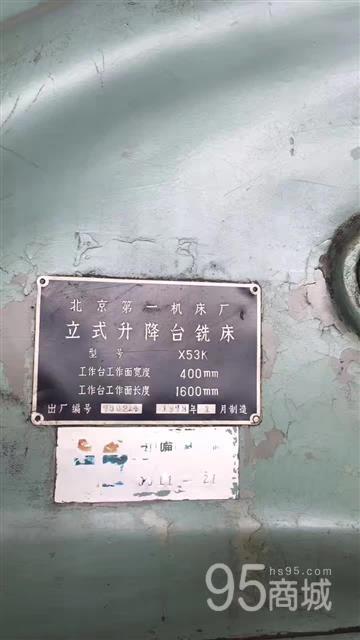 北京第一机床厂
立式升降台铣床
型号 X53K
工作台工作面宽度 400mm
工作台工作面长度 1600mm
出厂编号 年 月制造
hs95.com
95商城